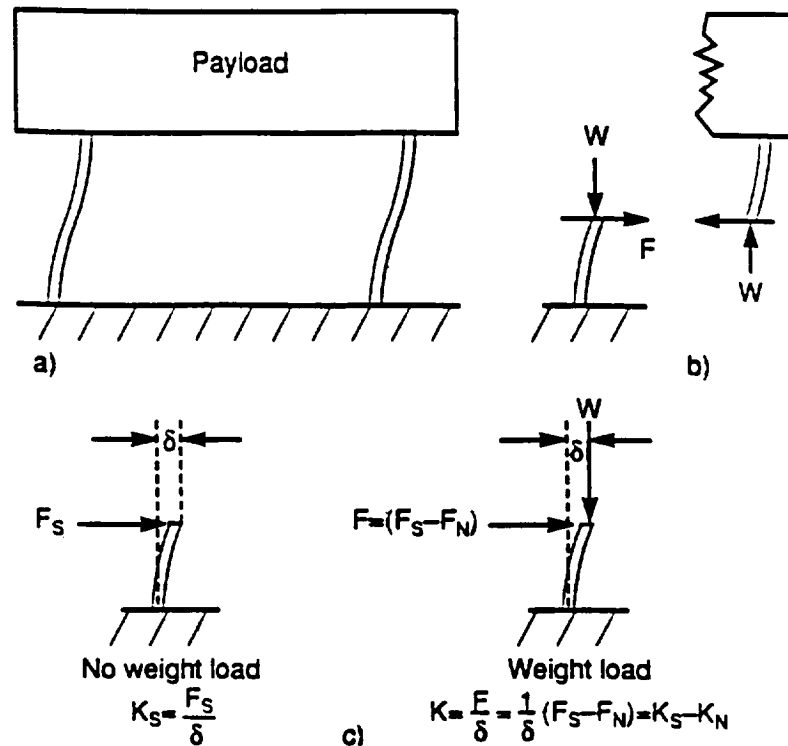 Payload
W
F
W
a)
b)
δ
W
δ
F_S
F=(F_S–F_N)
No weight load
Weight load
K_S=F_S/δ
c)
K=F/δ=1/δ(F_S–F_N)=K_S–K_N